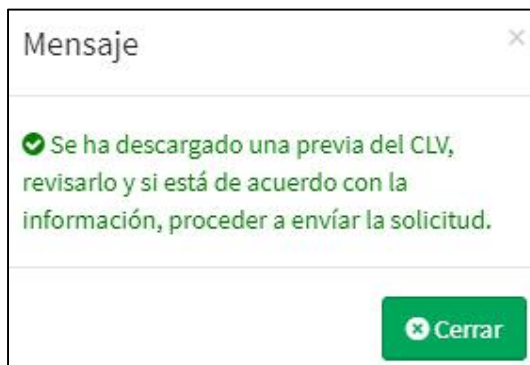 Mensaje
×
Se ha descargado una previa del CLV,
revisarlo y si está de acuerdo con la
información, proceder a envíar la solicitud.
Cerrar